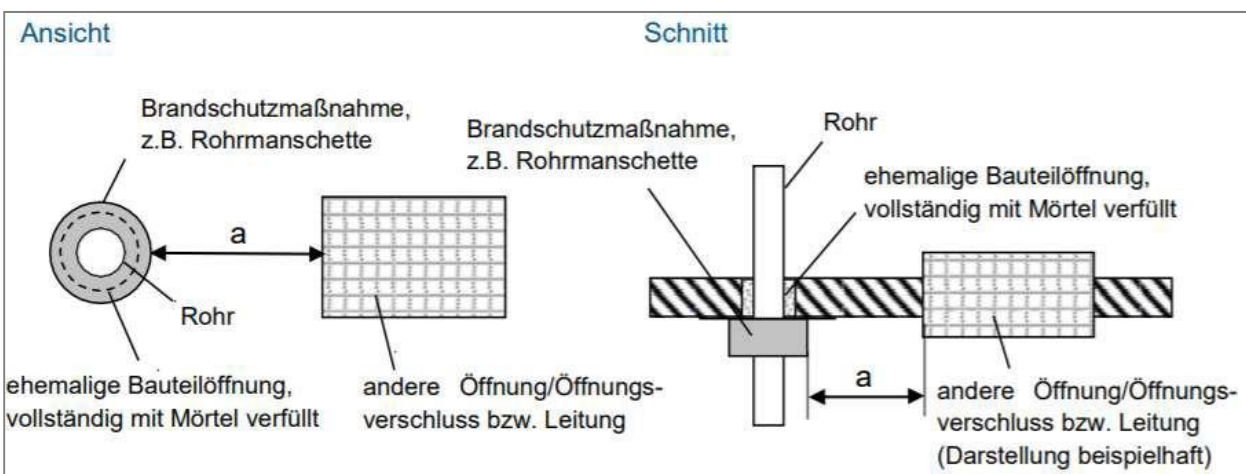 Ansicht
Brandschutzmaßnahme,
z.B. Rohrmanschette
a
Rohr
ehemalige Bauteilöffnung,
vollständig mit Mörtel verfüllt
andere Öffnung/Öffnungs-
verschluss bzw. Leitung
Schnitt
Brandschutzmaßnahme,
z.B. Rohrmanschette
Rohr
ehemalige Bauteilöffnung,
vollständig mit Mörtel verfüllt
a
andere Öffnung/Öffnungs-
verschluss bzw. Leitung
(Darstellung beispielhaft)